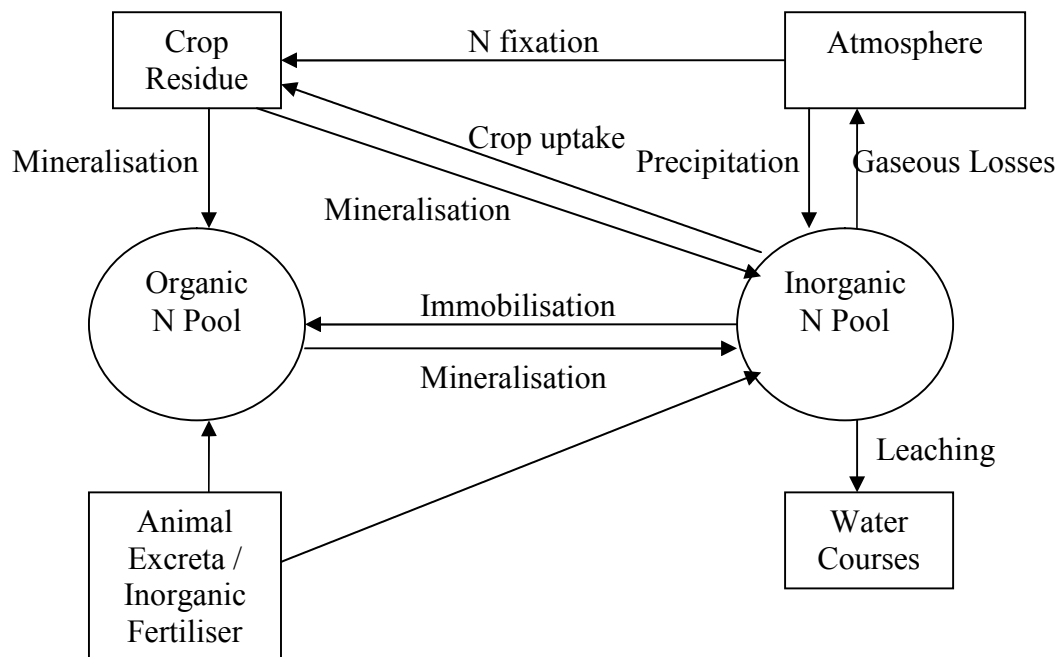 Crop
Residue
N fixation
Atmosphere
Mineralisation
Crop uptake
Precipitation
Gaseous Losses
Mineralisation
Organic
N Pool
Immobilisation
Inorganic
N Pool
Mineralisation
Leaching
Animal
Excreta /
Inorganic
Fertiliser
Water
Courses